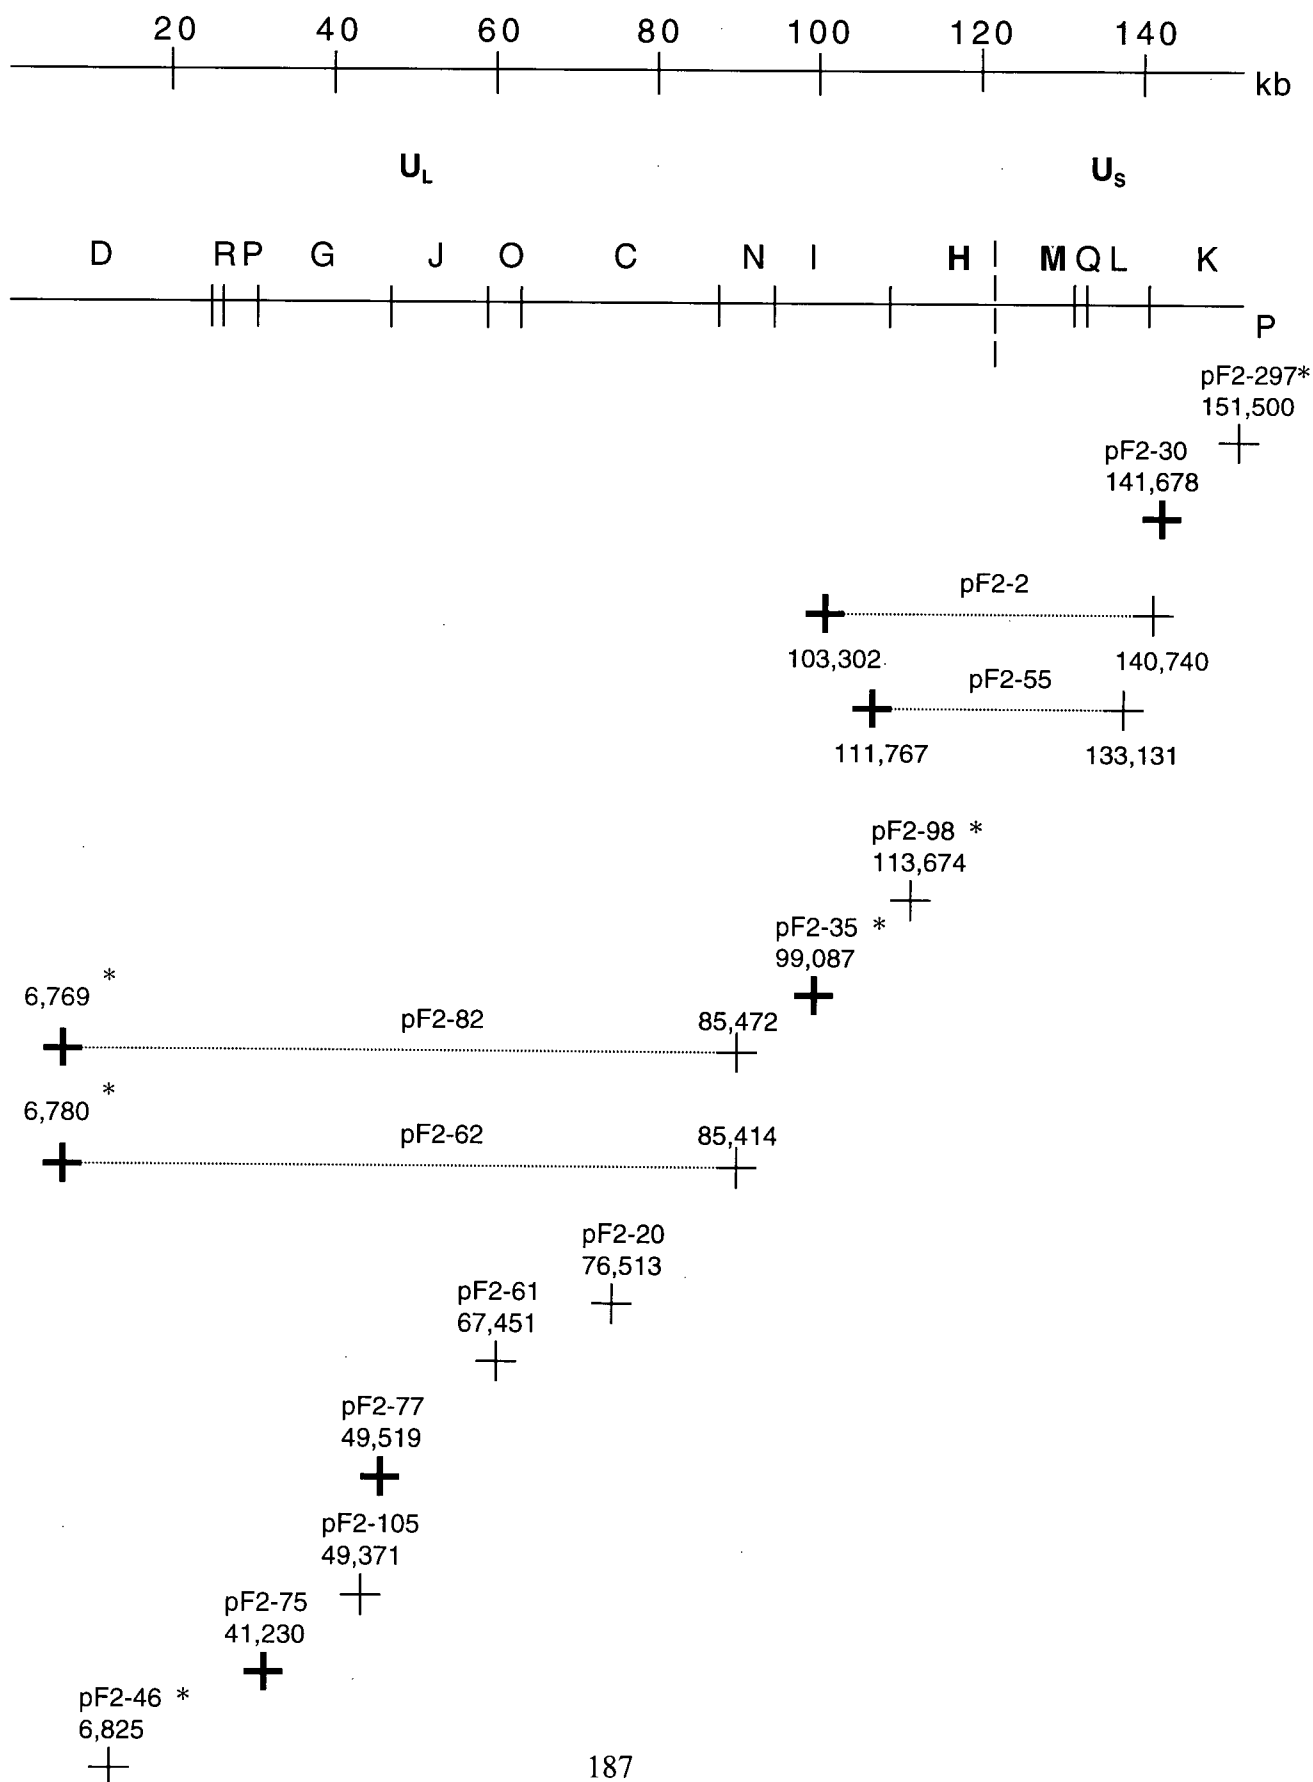 20 40 60 80 100 120 140
kb
U_L U_S
D R P G J O C N I H M Q L K
P
pF2-297*
151,500
pF2-30
141,678
pF2-2
103,302 140,740
pF2-55
111,767 133,131
pF2-98 *
113,674
pF2-35 *
99,087
*
6,769
pF2-82 85,472
*
6,780
pF2-62 85,414
pF2-20
76,513
pF2-61
67,451
pF2-77
49,519
pF2-105
49,371
pF2-75
41,230
pF2-46 *
6,825
187